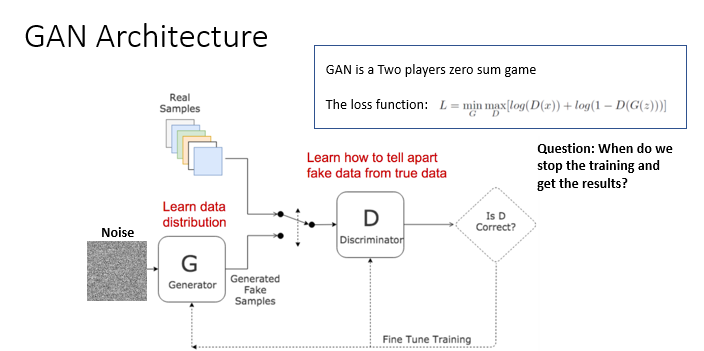 GAN Architecture
GAN is a Two players zero sum game
The loss function: L = min max[log(D(x)) + log(1 − D(G(z)))]
G D
Real
Samples
Question: When do we
stop the training and
get the results?
Learn how to tell apart
fake data from true data
Learn data
distribution
Noise
G
Generator
Generated
Fake
Samples
D
Discriminator
Is D
Correct?
Fine Tune Training